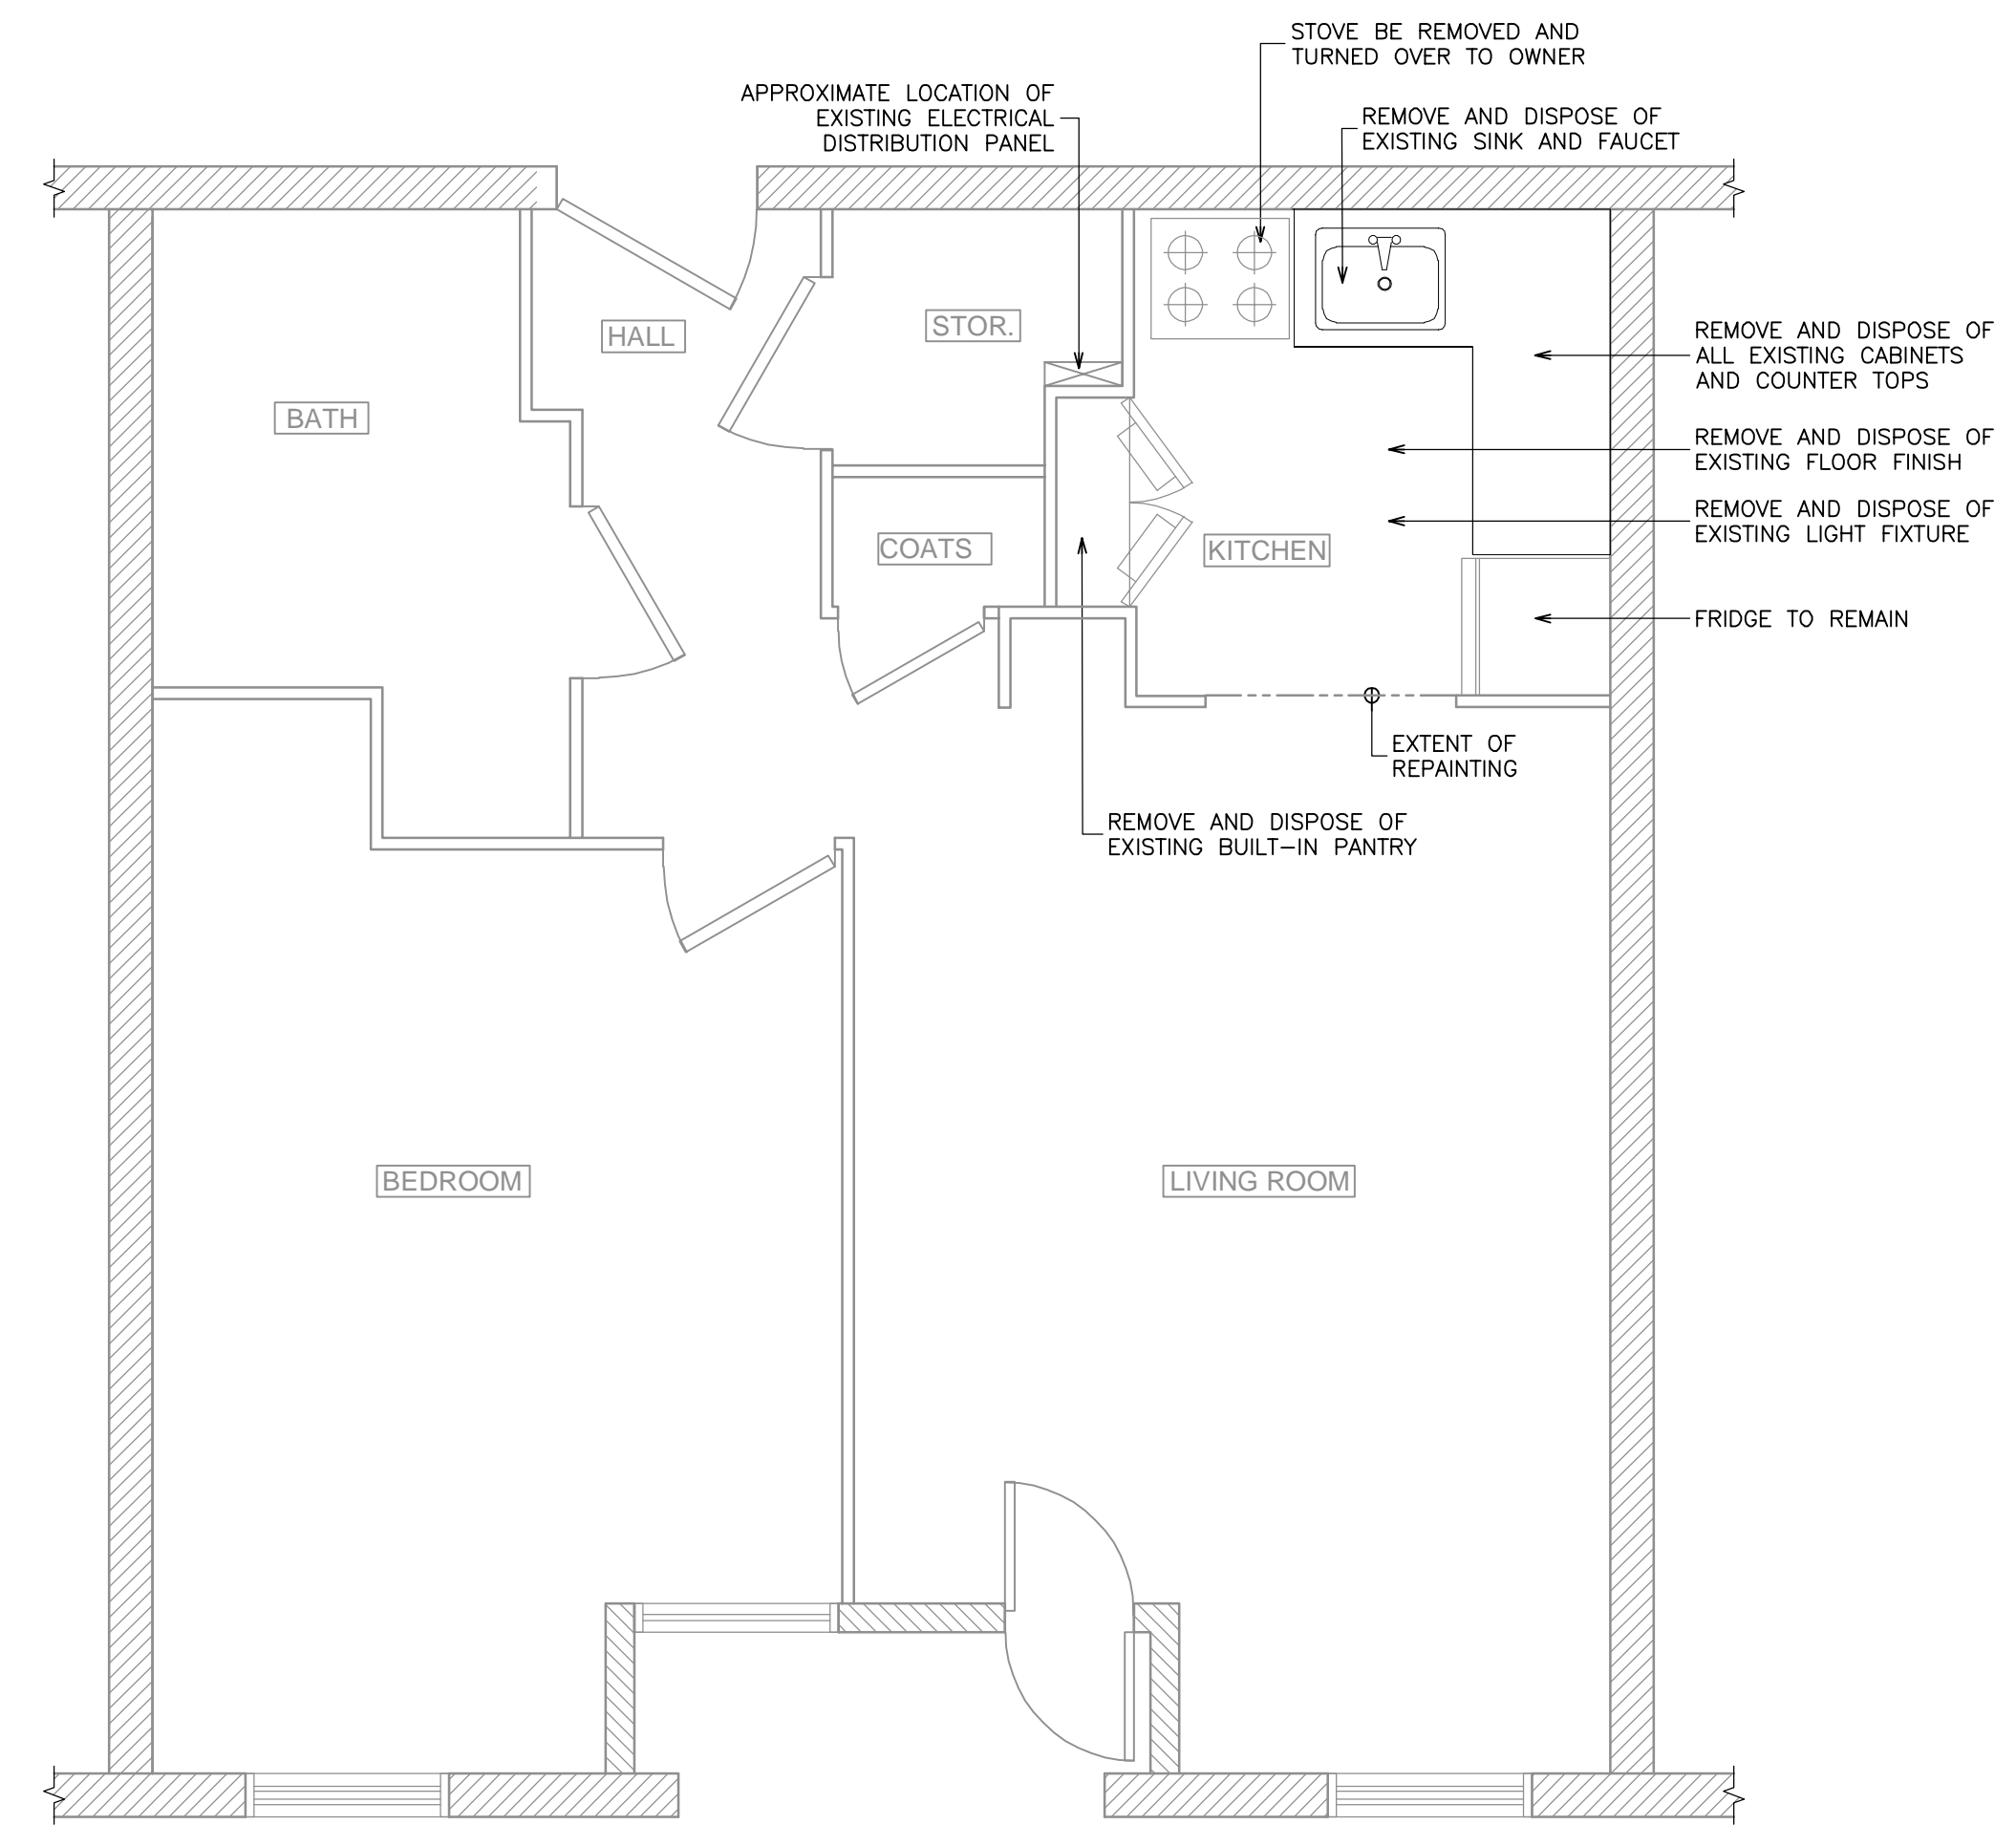 STOVE BE REMOVED AND
TURNED OVER TO OWNER
APPROXIMATE LOCATION OF
EXISTING ELECTRICAL
DISTRIBUTION PANEL
REMOVE AND DISPOSE OF
EXISTING SINK AND FAUCET
HALL
STOR.
BATH
REMOVE AND DISPOSE OF
ALL EXISTING CABINETS
AND COUNTER TOPS
REMOVE AND DISPOSE OF
EXISTING FLOOR FINISH
REMOVE AND DISPOSE OF
EXISTING LIGHT FIXTURE
COATS
KITCHEN
FRIDGE TO REMAIN
EXTENT OF
REPAINTING
REMOVE AND DISPOSE OF
EXISTING BUILT-IN PANTRY
BEDROOM
LIVING ROOM